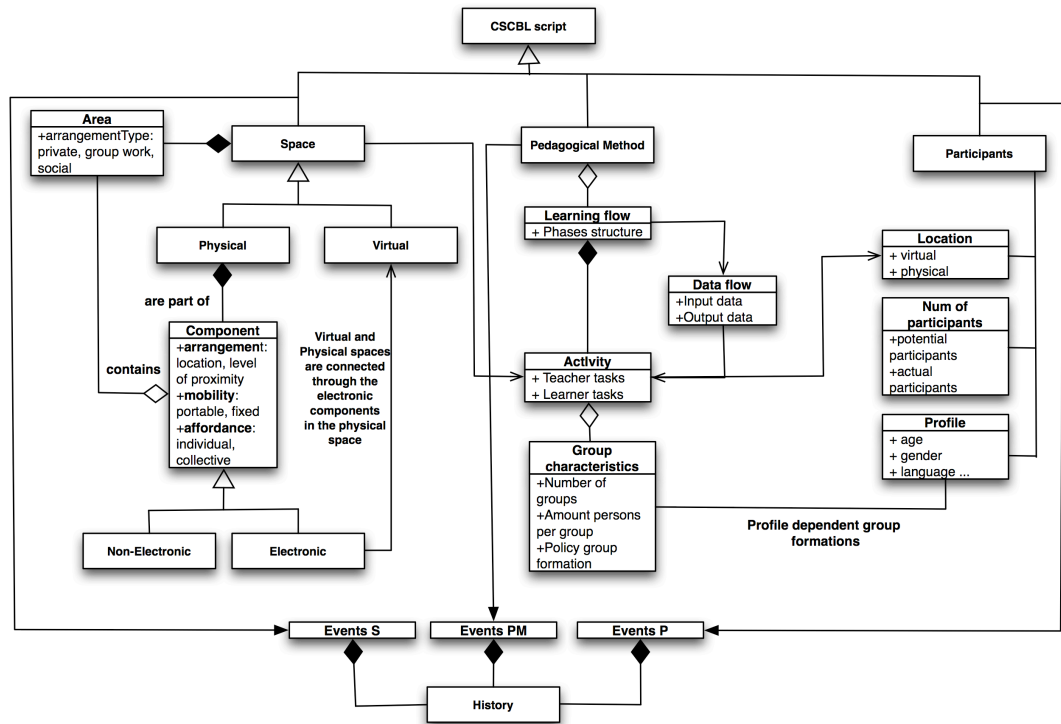 CSCBL script
Area
+arrangementType:
private, group work,
social
Space
Pedagogical Method
Participants
Physical
Virtual
Learning flow
+ Phases structure
Location
+ virtual
+ physical
Data flow
+Input data
+Output data
are part of
Component
+arrangement:
location, level
of proximity
+mobility:
portable, fixed
+affordance:
individual,
collective
contains
Virtual and
Physical spaces
are connected
through the
electronic
components
in the physical
space
Num of
participants
+potential
participants
+actual
participants
Activity
+ Teacher tasks
+ Learner tasks
Profile
+ age
+ gender
+ language ...
Group
characteristics
+Number of
groups
+Amount persons
per group
+Policy group
formation
Profile dependent group
formations
Non-Electronic
Electronic
Events S
Events PM
Events P
History